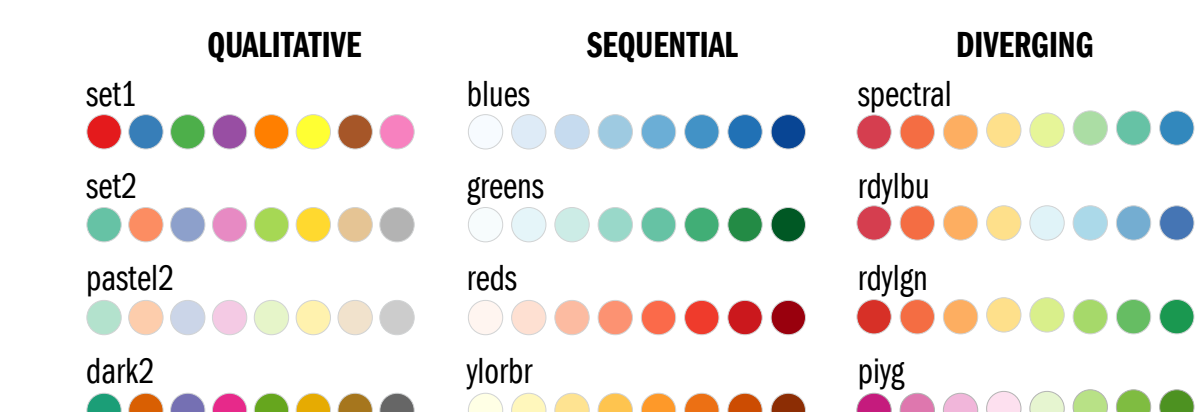 QUALITATIVE
set1
set2
pastel2
dark2
SEQUENTIAL
blues
greens
reds
ylorbr
DIVERGING
spectral
rdylbu
rdylgn
piyg